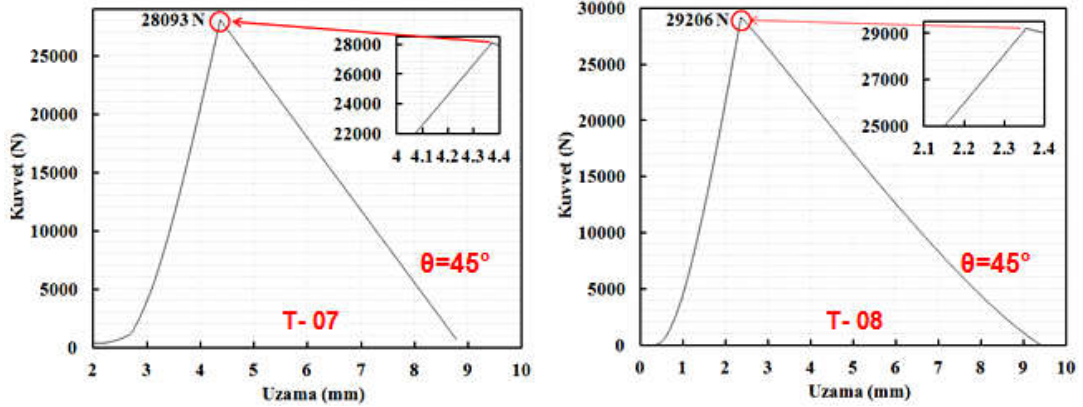 28093 N
25000
20000
15000
10000
5000
0
Kuvvet (N)
28000
26000
24000
22000
4 4.1 4.2 4.3 4.4
θ=45°
T- 07
2 3 4 5 6 7 8 9 10
Uzama (mm)
30000
29206 N
25000
20000
15000
10000
5000
0
Kuvvet (N)
29000
27000
25000
2.1 2.2 2.3 2.4
θ=45°
T- 08
0 1 2 3 4 5 6 7 8 9 10
Uzama (mm)